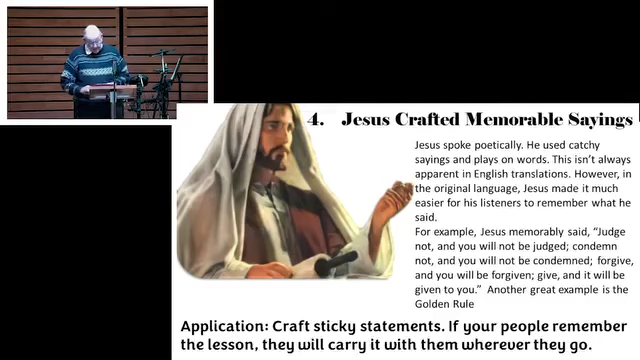 4. Jesus Crafted Memorable Sayings
Jesus spoke poetically. He used catchy
sayings and plays on words. This isn't always
apparent in English translations. However, in
the original language, Jesus made it much
easier for his listeners to remember what he
said.
For example, Jesus memorably said, “Judge
not, and you will not be judged; condemn
not, and you will not be condemned; forgive,
and you will be forgiven; give, and it will be
given to you.” Another great example is the
Golden Rule
Application: Craft sticky statements. If your people remember
the lesson, they will carry it with them wherever they go.